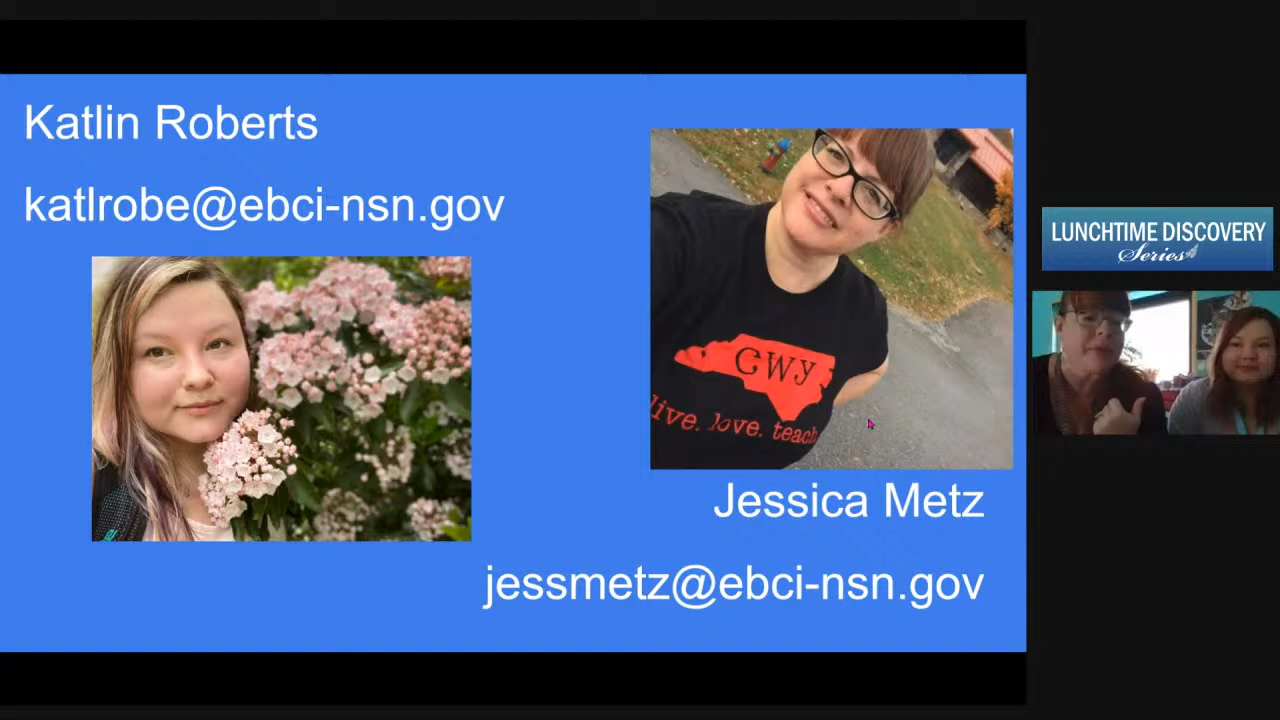 Katlin Roberts
katlrobe@ebci-nsn.gov
GWY
live. love. teach
Jessica Metz
jessmetz@ebci-nsn.gov
LUNCHTIME DISCOVERY
Series